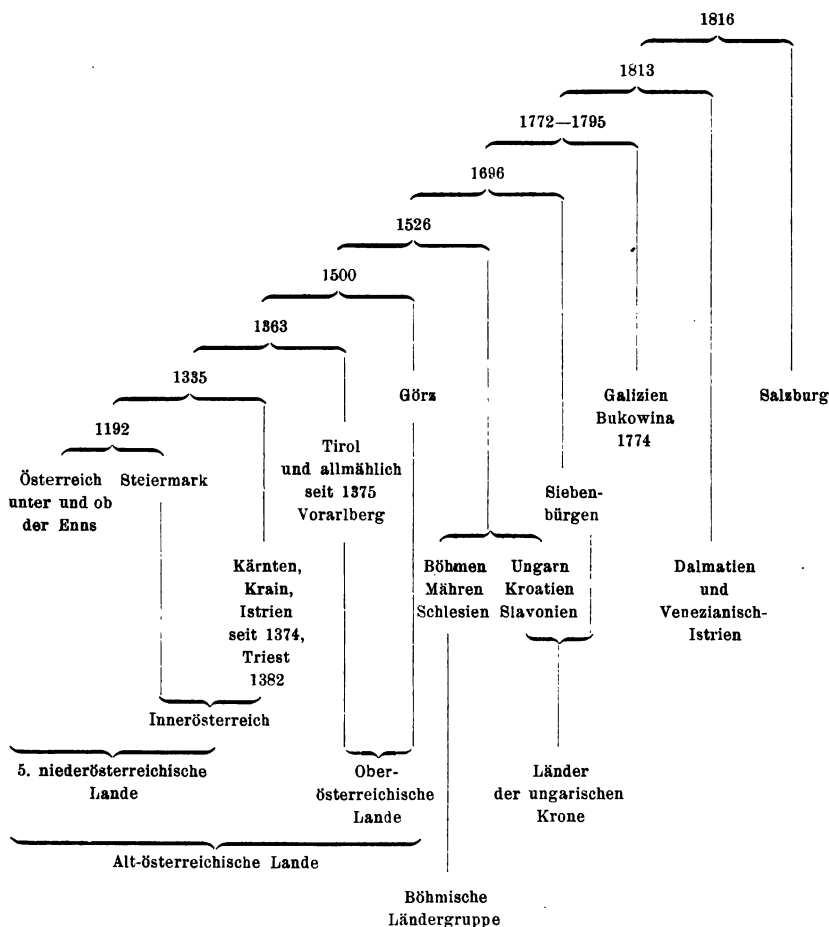 1816
1813
1772—1795
1696
1526
1500
1363
1335
1192
Görz
Galizien
Bukowina
1774
Salzburg
Österreich
unter und ob
der Enns
Steiermark
Tirol
und allmählich
seit 1375
Vorarlberg
Sieben-
bürgen
Kärnten,
Krain,
Istrien
seit 1374,
Triest
1382
Böhmen
Mähren
Schlesien
Ungarn
Kroatien
Slavonien
Dalmatien
und
Venezianisch-
Istrien
Innerösterreich
5. niederösterreichische
Lande
Ober-
österreichische
Lande
Länder
der ungarischen
Krone
Alt-österreichische Lande
Böhmische
Ländergruppe